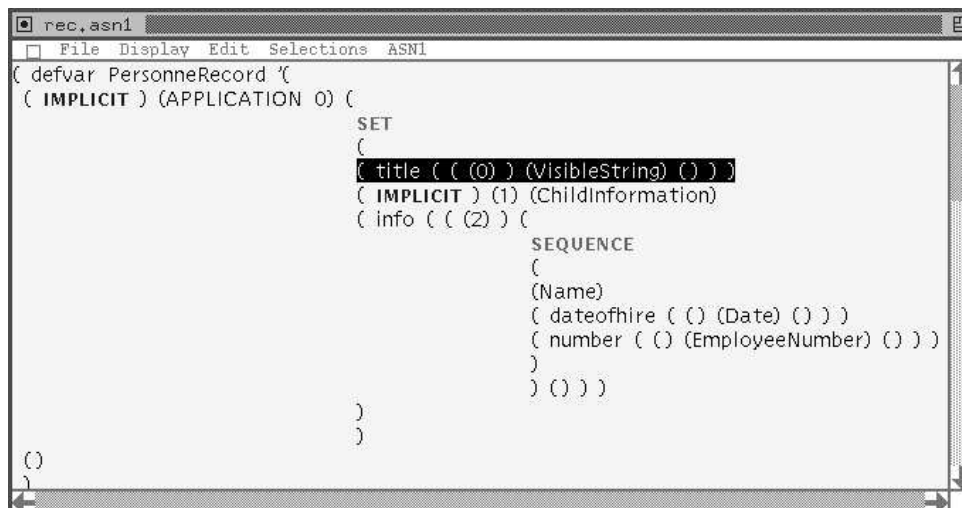 rec.asn1
File Display Edit Selections ASN1
( defvar PersonneRecord '(
( IMPLICIT ) (APPLICATION 0) (
SET
(
( title ( ( (0) ) (VisibleString) () ) )
( IMPLICIT ) (1) (ChildInformation)
( info ( ( (2) ) (
SEQUENCE
(
(Name)
( dateofhire ( () (Date) () ) )
( number ( () (EmployeeNumber) () ) )
)
) () ) )
)
)
()
)